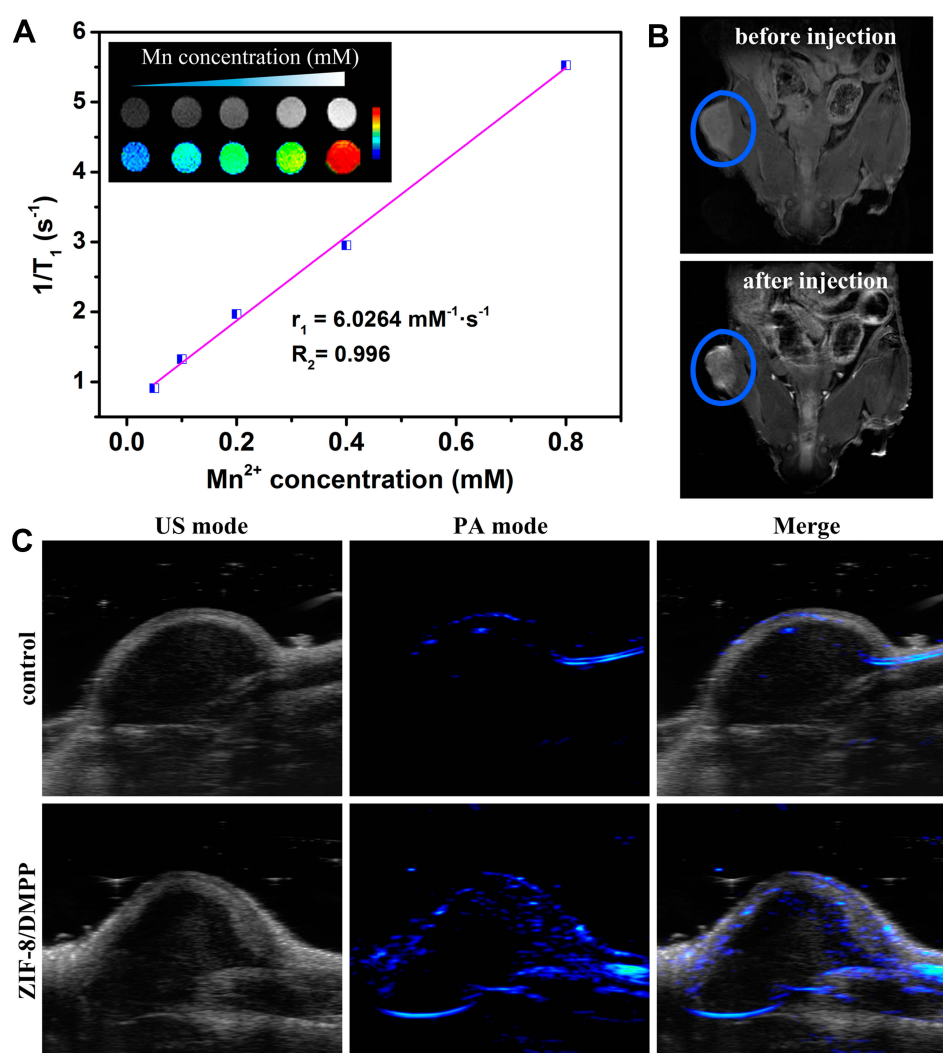 A
Mn concentration (mM)
6
5
4
3
2
1
1/T₁ (s⁻¹)
r₁ = 6.0264 mM⁻¹·s⁻¹
R₂= 0.996
0.0 0.2 0.4 0.6 0.8
Mn²⁺ concentration (mM)
B
before injection
after injection
C
US mode PA mode Merge
control
ZIF-8/DMPP